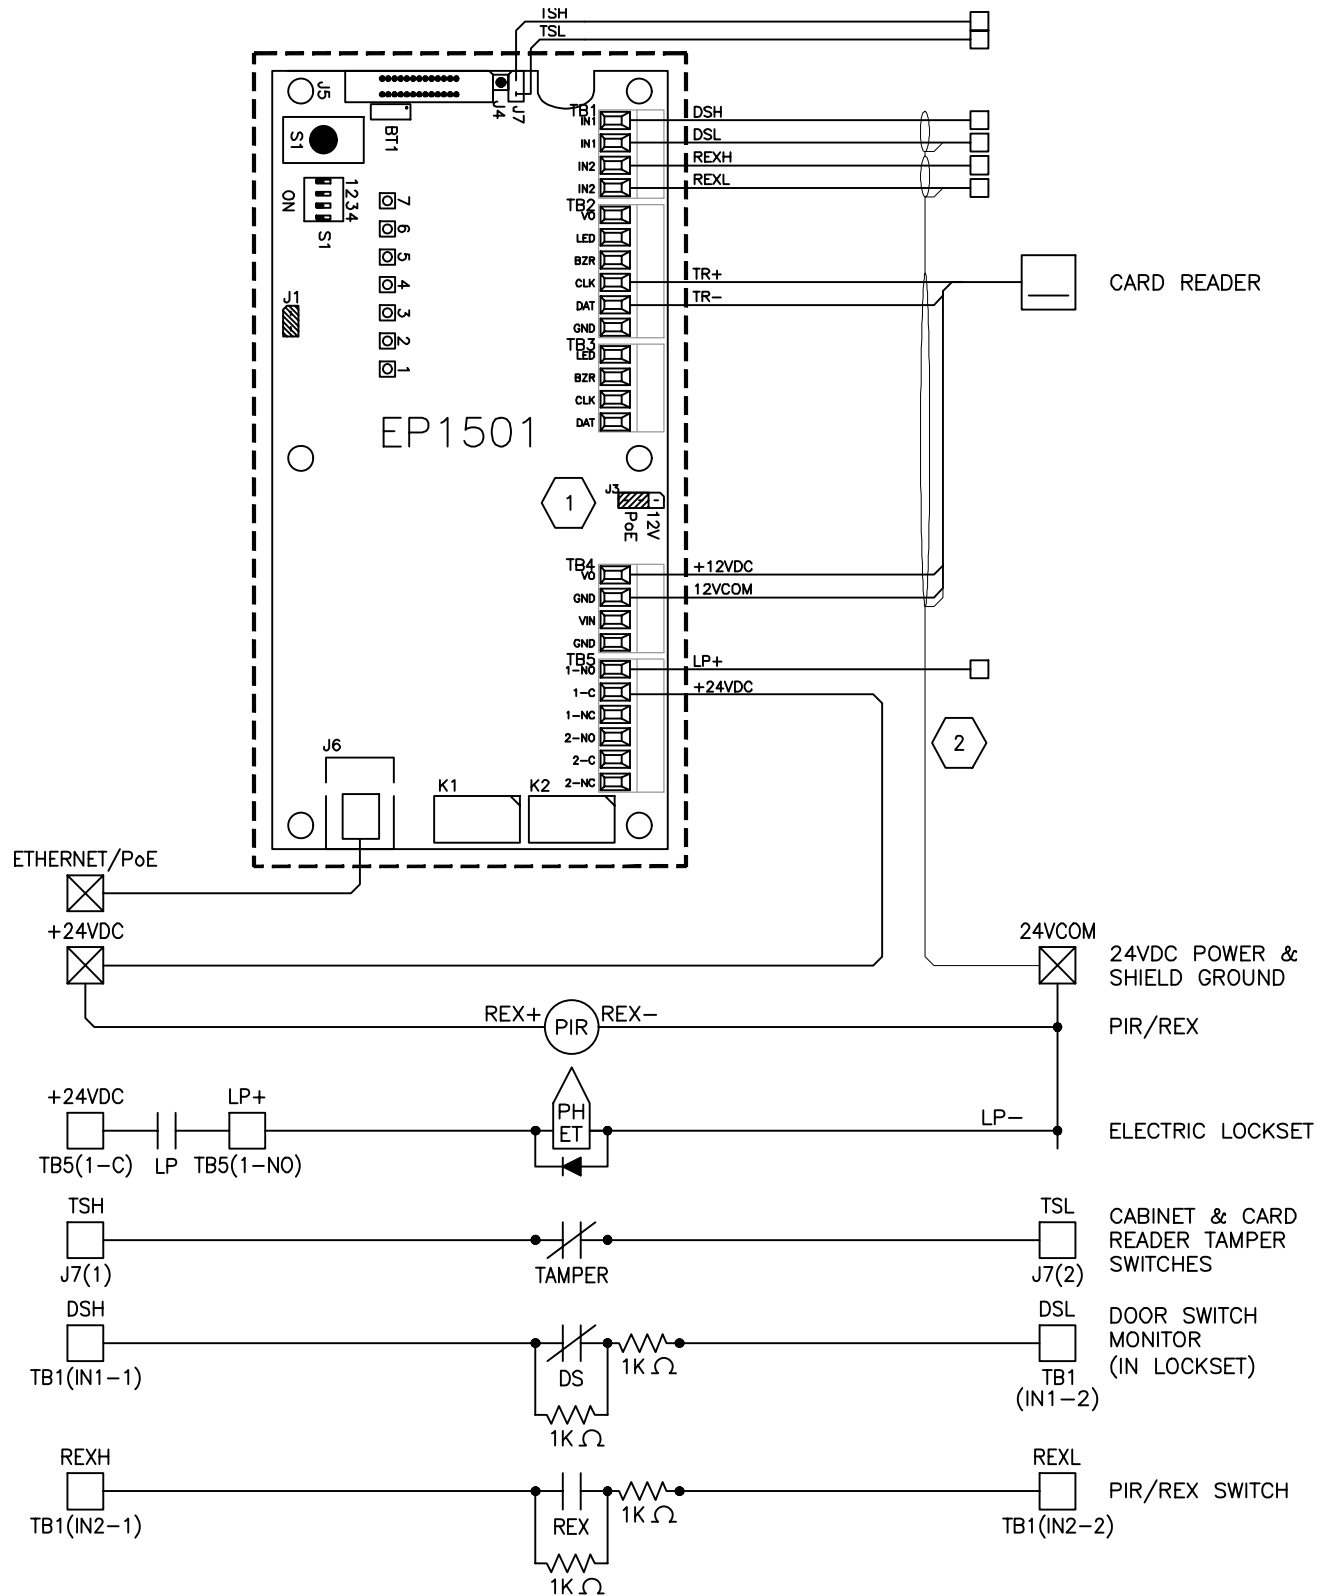 TSH
TSL
J5
J4
J7
BT1
S1
1234
ON
S1
7
6
5
4
3
2
1
J1
EP1501
1
J3
PoE
12V
TB1
IN1
IN1
IN2
IN2
DSH
DSL
REXH
REXL
TB2
VO
LED
BZR
CLK
DAT
GND
TR+
TR-
CARD READER
TB3
LED
BZR
CLK
DAT
TB4
VO
GND
VIN
GND
+12VDC
12VCOM
TB5
1-NO
1-C
1-NC
2-NO
2-C
2-NC
LP+
+24VDC
2
J6
K1
K2
ETHERNET/PoE
+24VDC
24VCOM
24VDC POWER &
SHIELD GROUND
REX+
PIR
REX-
PIR/REX
+24VDC
LP+
PH
ET
LP-
ELECTRIC LOCKSET
TB5(1-C)
LP
TB5(1-NO)
TSH
TSL
J7(1)
TAMPER
J7(2)
CABINET & CARD
READER TAMPER
SWITCHES
DSH
DSL
TB1(IN1-1)
DS
1K Ω
1K Ω
TB1
(IN1-2)
DOOR SWITCH
MONITOR
(IN LOCKSET)
REXH
REXL
TB1(IN2-1)
REX
1K Ω
1K Ω
TB1(IN2-2)
PIR/REX SWITCH